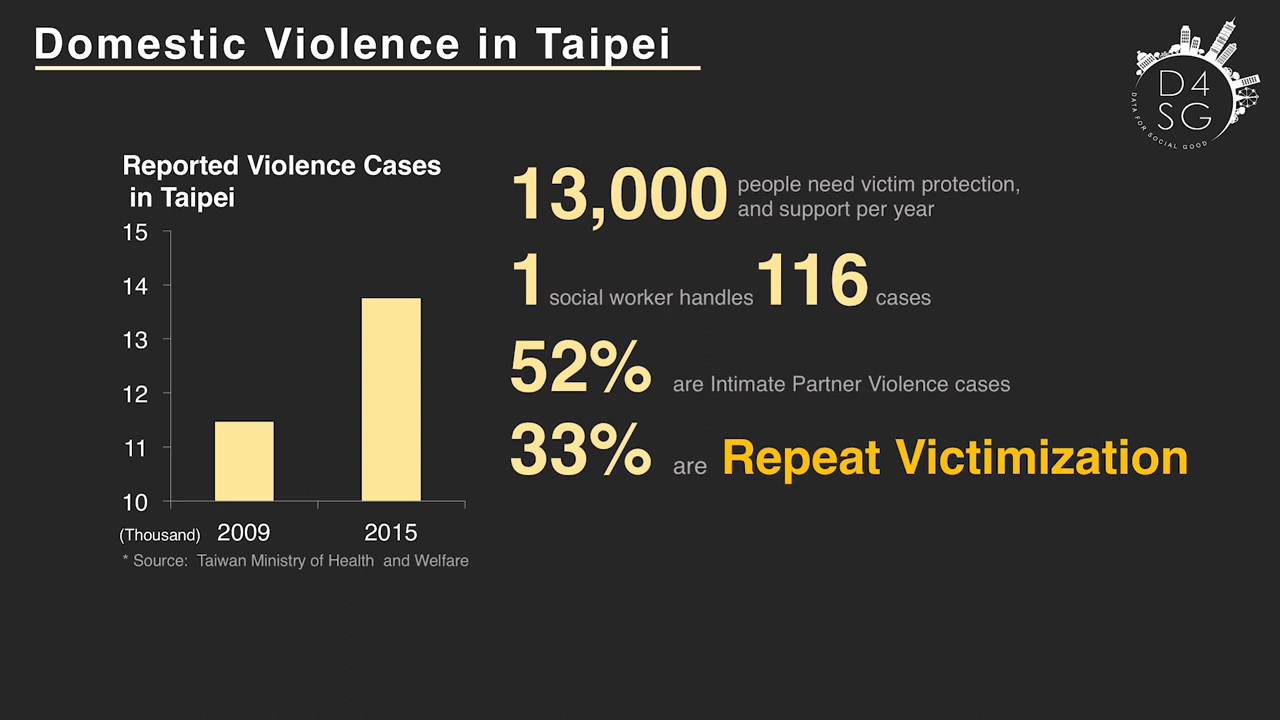 Domestic Violence in Taipei
D4
SG
DATA FOR SOCIAL GOOD
Reported Violence Cases
in Taipei
15
14
13
12
11
10
(Thousand) 2009 2015
* Source: Taiwan Ministry of Health and Welfare
13,000 people need victim protection,
and support per year
1 social worker handles 116 cases
52% are Intimate Partner Violence cases
33% are Repeat Victimization